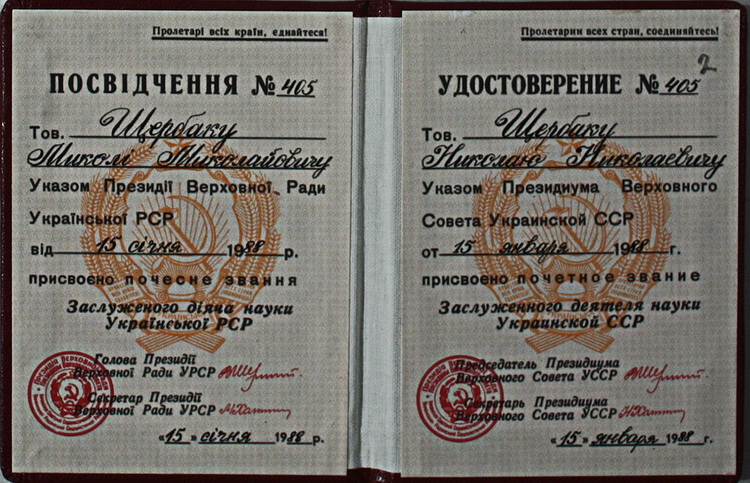 Пролетарі всіх країн, єднайтеся!
ПОСВІДЧЕННЯ № 405
Тов. Щербаку
Миколі Миколайовичу
Указом Президії Верховної Ради
Української РСР
від 15 січня 1988 р.
присвоєно почесне звання
Заслуженого діяча науки
Української РСР
Голова Президії
Верховної Ради УРСР
Секретар Президії
Верховної Ради УРСР
«15» січня 1988 р.
Пролетарии всех стран, соединяйтесь!
2
УДОСТОВЕРЕНИЕ № 405
Тов. Щербаку
Николаю Николаевичу
Указом Президиума Верховного
Совета Украинской ССР
от 15 января 1988 г.
присвоено почетное звание
Заслуженного деятеля науки
Украинской ССР
Председатель Президиума
Верховного Совета УССР
Секретарь Президиума
Верховного Совета УССР
«15» января 1988 г.